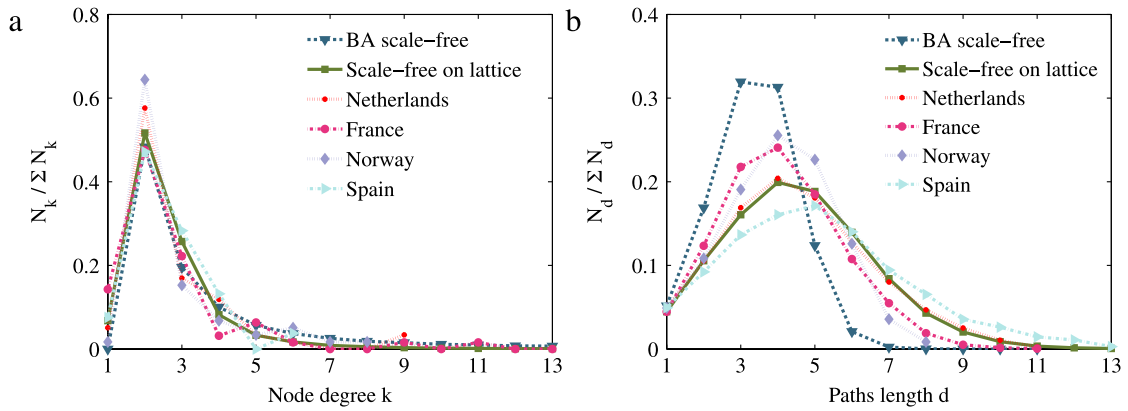 a
0.8
0.6
0.4
0.2
0
N_k / Σ N_k
1 3 5 7 9 11 13
Node degree k
BA scale−free
Scale−free on lattice
Netherlands
France
Norway
Spain
b
0.4
0.3
0.2
0.1
0
N_d / Σ N_d
1 3 5 7 9 11 13
Paths length d
BA scale−free
Scale−free on lattice
Netherlands
France
Norway
Spain